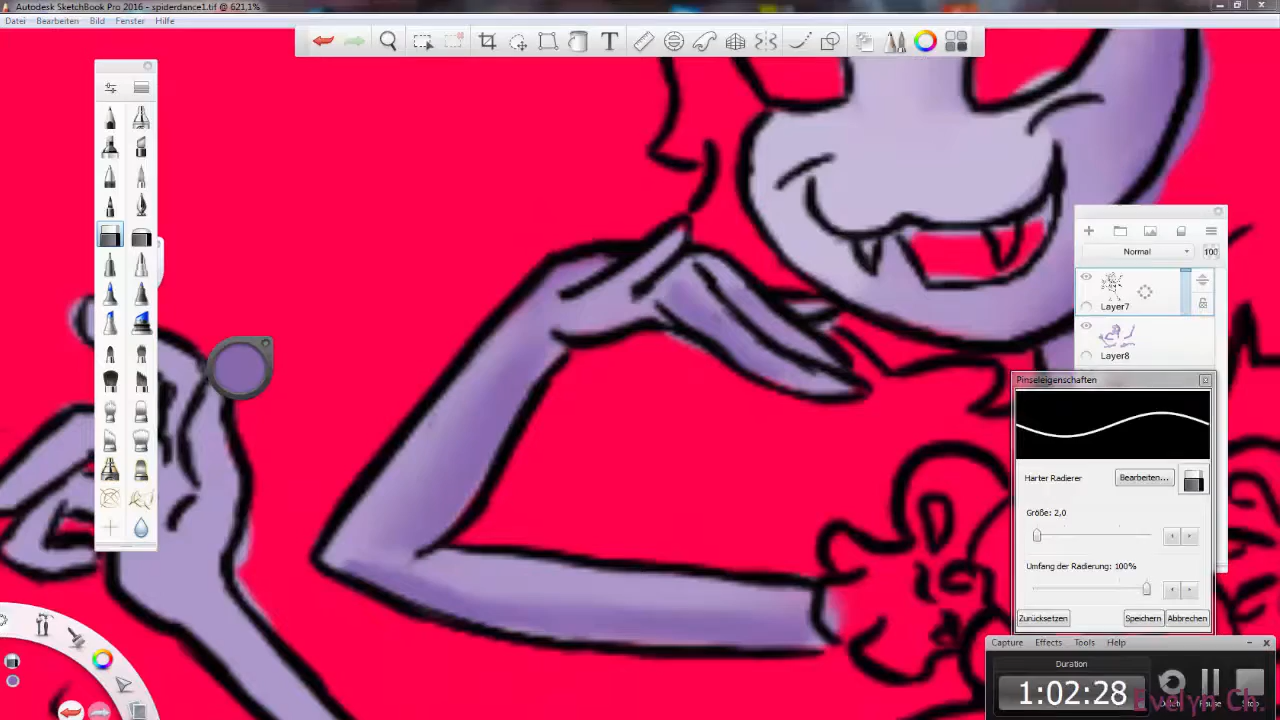 Autodesk SketchBook Pro 2016 - spiderdance1.tif @ 621,1%
Datei Bearbeiten Bild Fenster Hilfe
T
Normal 100
Layer7
Layer8
Pinseleigenschaften
Harter Radierer Bearbeiten...
Größe: 2,0
Umfang der Radierung: 100%
Zurücksetzen Speichern Abbrechen
Capture Effects Tools Help
Duration
1:02:28
Pause
Evelyn Ch.